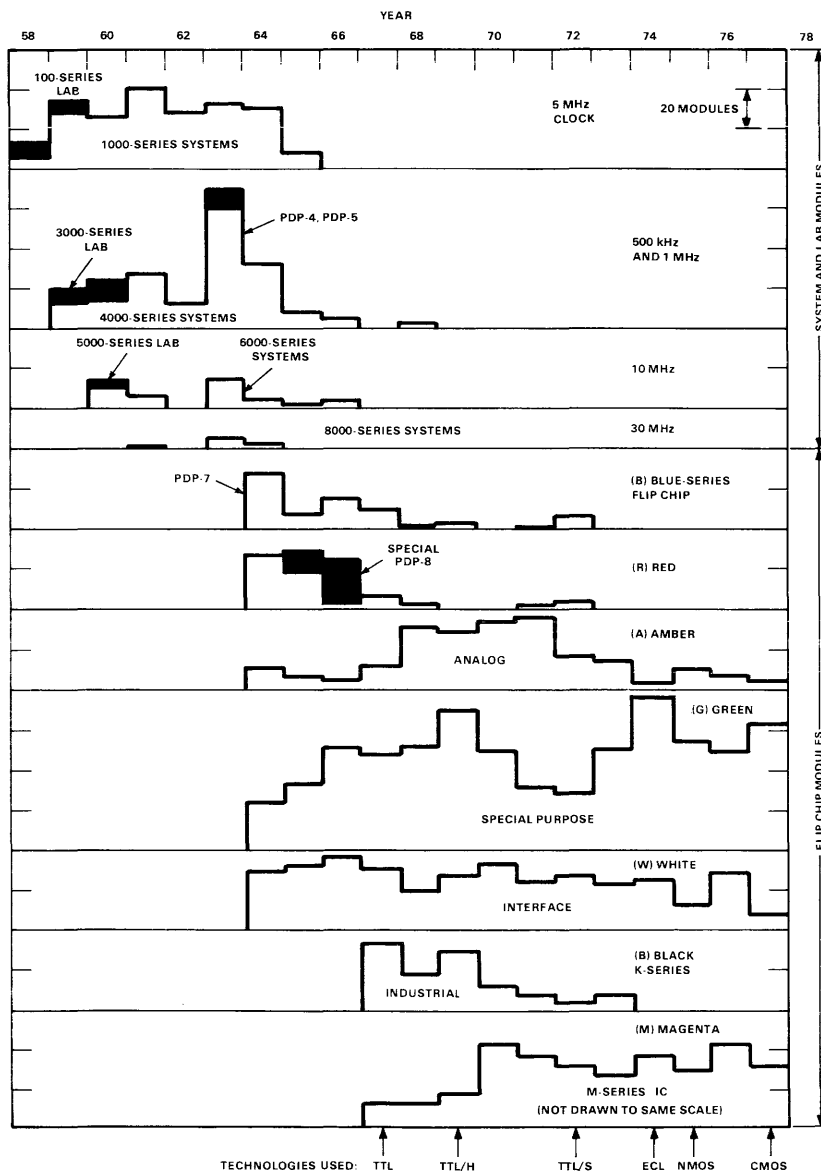 YEAR
58 60 62 64 66 68 70 72 74 76 78
100-SERIES
LAB
5 MHz
CLOCK
20 MODULES
1000-SERIES SYSTEMS
3000-SERIES
LAB
PDP-4, PDP-5
500 kHz
AND 1 MHz
4000-SERIES SYSTEMS
5000-SERIES LAB
6000-SERIES
SYSTEMS
10 MHz
8000-SERIES SYSTEMS
30 MHz
SYSTEM AND LAB MODULES
PDP-7
(B) BLUE-SERIES
FLIP CHIP
SPECIAL
PDP-8
(R) RED
(A) AMBER
ANALOG
(G) GREEN
SPECIAL PURPOSE
(W) WHITE
INTERFACE
(B) BLACK
K-SERIES
INDUSTRIAL
(M) MAGENTA
M-SERIES IC
(NOT DRAWN TO SAME SCALE)
FLIP CHIP MODULES
TECHNOLOGIES USED: TTL TTL/H TTL/S ECL NMOS CMOS